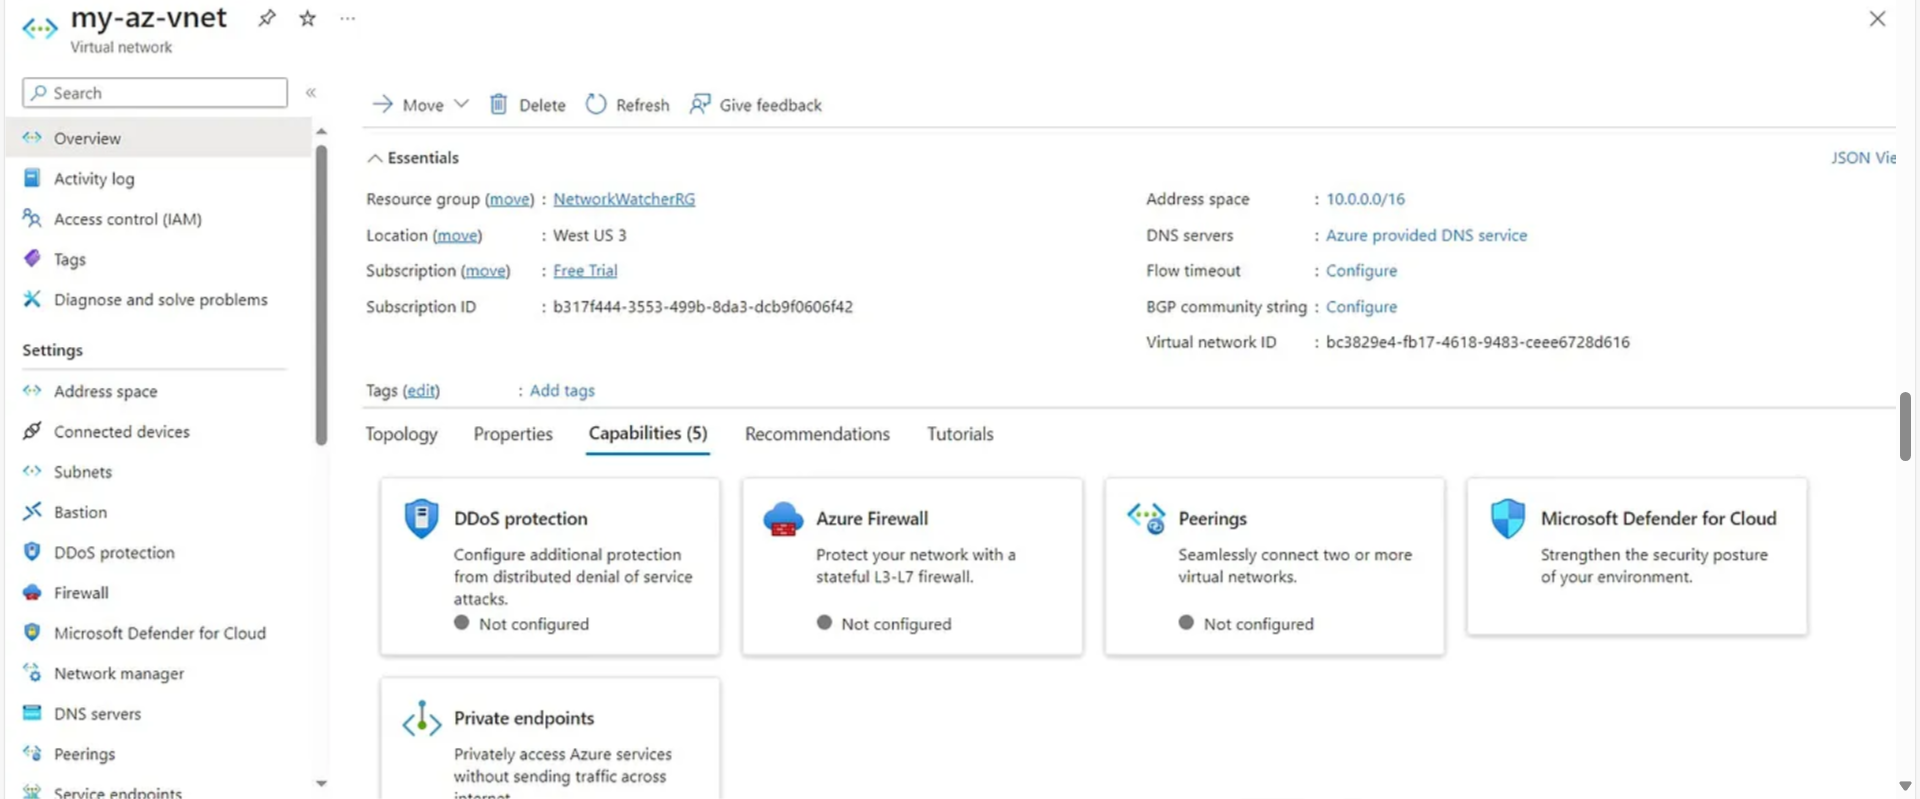 my-az-vnet
Virtual network
Search
Overview
Activity log
Access control (IAM)
Tags
Diagnose and solve problems
Settings
Address space
Connected devices
Subnets
Bastion
DDoS protection
Firewall
Microsoft Defender for Cloud
Network manager
DNS servers
Peerings
Service endpoints
Move
Delete
Refresh
Give feedback
Essentials
JSON Vie
Resource group (move) : NetworkWatcherRG
Location (move) : West US 3
Subscription (move) : Free Trial
Subscription ID : b317f444-3553-499b-8da3-dcb9f0606f42
Address space : 10.0.0.0/16
DNS servers : Azure provided DNS service
Flow timeout : Configure
BGP community string : Configure
Virtual network ID : bc3829e4-fb17-4618-9483-ceee6728d616
Tags (edit) : Add tags
Topology
Properties
Capabilities (5)
Recommendations
Tutorials
DDoS protection
Configure additional protection
from distributed denial of service
attacks.
Not configured
Azure Firewall
Protect your network with a
stateful L3-L7 firewall.
Not configured
Peerings
Seamlessly connect two or more
virtual networks.
Not configured
Microsoft Defender for Cloud
Strengthen the security posture
of your environment.
Private endpoints
Privately access Azure services
without sending traffic across
internet.